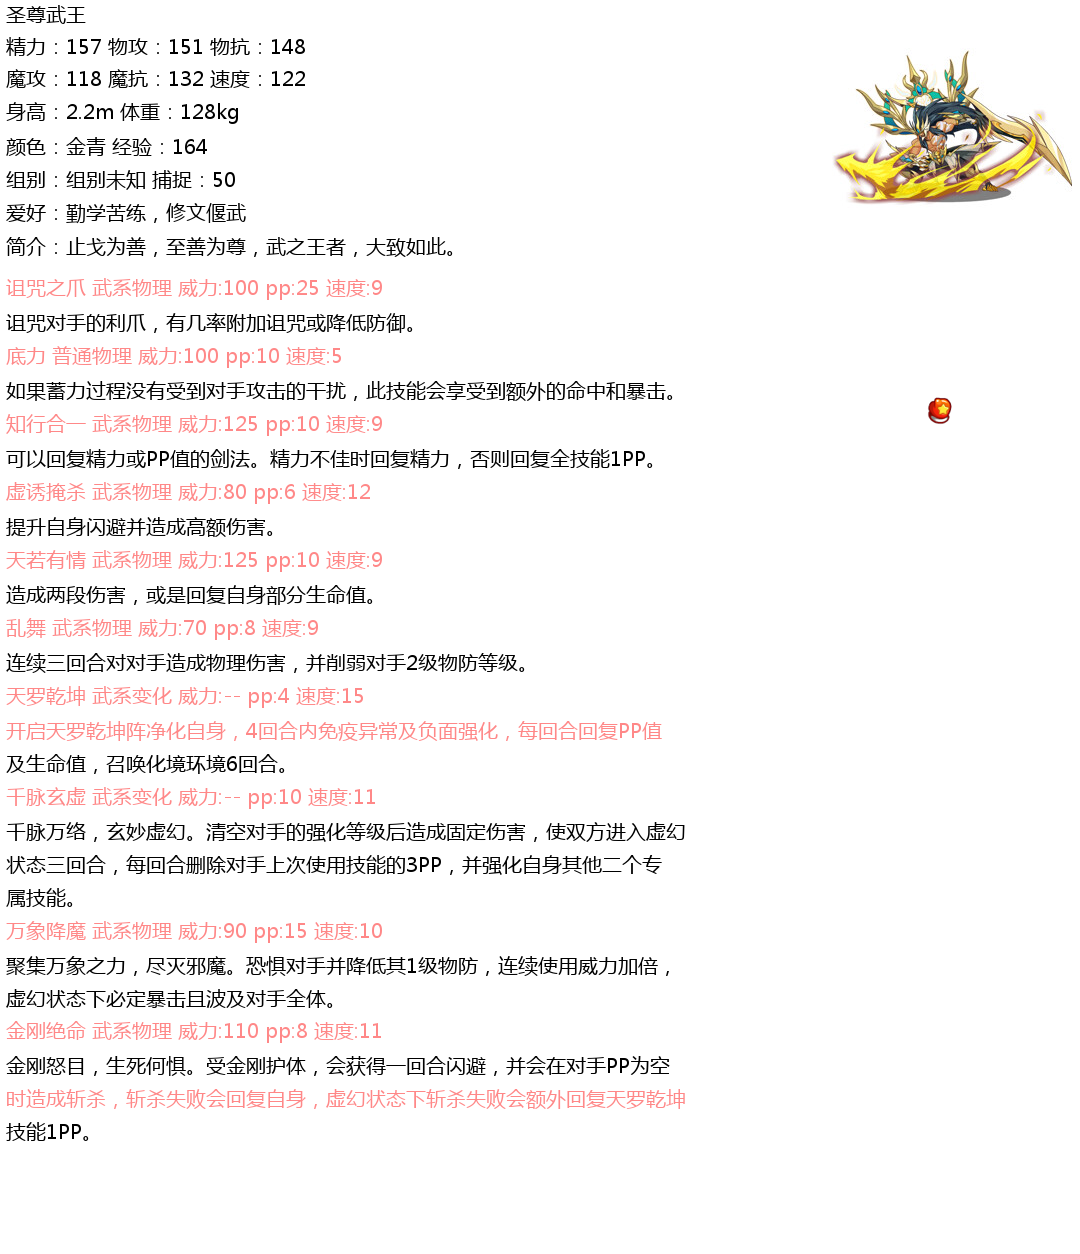 圣尊武王
精力：157 物攻：151 物抗：148
魔攻：118 魔抗：132 速度：122
身高：2.2m 体重：128kg
颜色：金青 经验：164
组别：组别未知 捕捉：50
爱好：勤学苦练，修文偃武
简介：止戈为善，至善为尊，武之王者，大致如此。
诅咒之爪 武系物理 威力:100 pp:25 速度:9
诅咒对手的利爪，有几率附加诅咒或降低防御。
底力 普通物理 威力:100 pp:10 速度:5
如果蓄力过程没有受到对手攻击的干扰，此技能会享受到额外的命中和暴击。
知行合一 武系物理 威力:125 pp:10 速度:9
可以回复精力或PP值的剑法。精力不佳时回复精力，否则回复全技能1PP。
虚诱掩杀 武系物理 威力:80 pp:6 速度:12
提升自身闪避并造成高额伤害。
天若有情 武系物理 威力:125 pp:10 速度:9
造成两段伤害，或是回复自身部分生命值。
乱舞 武系物理 威力:70 pp:8 速度:9
连续三回合对对手造成物理伤害，并削弱对手2级物防等级。
天罗乾坤 武系变化 威力:-- pp:4 速度:15
开启天罗乾坤阵净化自身，4回合内免疫异常及负面强化，每回合回复PP值
及生命值，召唤化境环境6回合。
千脉玄虚 武系变化 威力:-- pp:10 速度:11
千脉万络，玄妙虚幻。清空对手的强化等级后造成固定伤害，使双方进入虚幻
状态三回合，每回合删除对手上次使用技能的3PP，并强化自身其他二个专
属技能。
万象降魔 武系物理 威力:90 pp:15 速度:10
聚集万象之力，尽灭邪魔。恐惧对手并降低其1级物防，连续使用威力加倍，
虚幻状态下必定暴击且波及对手全体。
金刚绝命 武系物理 威力:110 pp:8 速度:11
金刚怒目，生死何惧。受金刚护体，会获得一回合闪避，并会在对手PP为空
时造成斩杀，斩杀失败会回复自身，虚幻状态下斩杀失败会额外回复天罗乾坤
技能1PP。